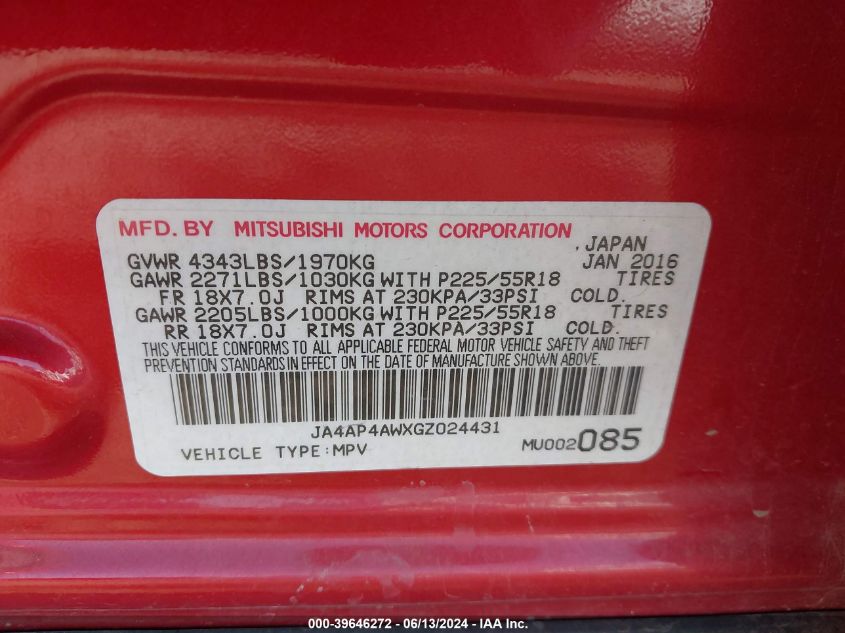 MFD. BY MITSUBISHI MOTORS CORPORATION
, JAPAN
GVWR 4343LBS/1970KG JAN 2016
GAWR 2271LBS/1030KG WITH P225/55R18 TIRES
FR 18X7.0J RIMS AT 230KPA/33PSI COLD.
GAWR 2205LBS/1000KG WITH P225/55R18 TIRES
RR 18X7.0J RIMS AT 230KPA/33PSI COLD.
THIS VEHICLE CONFORMS TO ALL APPLICABLE FEDERAL MOTOR VEHICLE SAFETY AND THEFT
PREVENTION STANDARDS IN EFFECT ON THE DATE OF MANUFACTURE SHOWN ABOVE.
JA4AP4AWXGZ024431
VEHICLE TYPE:MPV MU002085
000-39646272 - 06/13/2024 - IAA Inc.